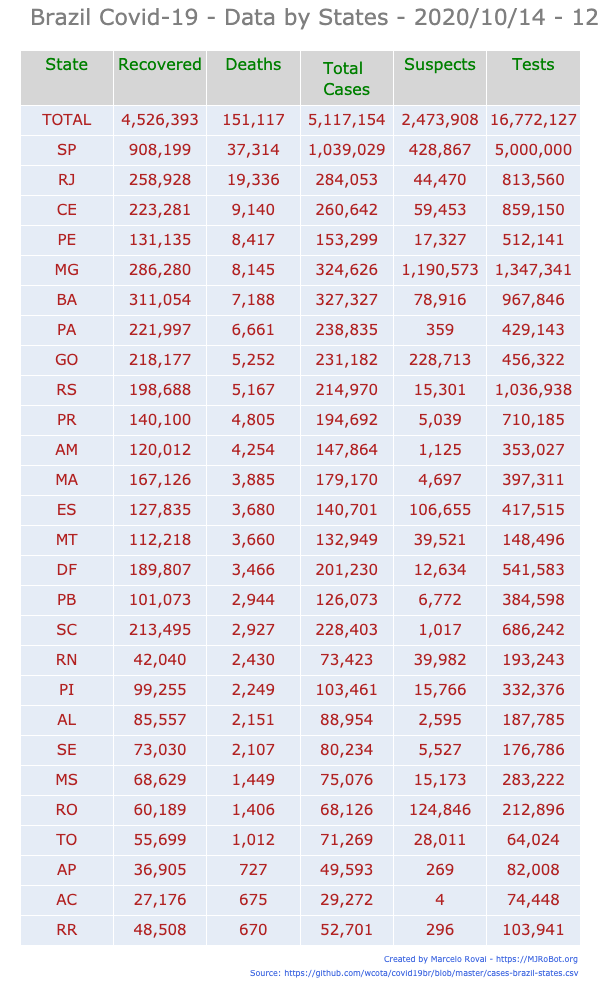 Brazil Covid-19 - Data by States - 2020/10/14 - 12
State Recovered Deaths Total Cases Suspects Tests
TOTAL 4,526,393 151,117 5,117,154 2,473,908 16,772,127
SP 908,199 37,314 1,039,029 428,867 5,000,000
RJ 258,928 19,336 284,053 44,470 813,560
CE 223,281 9,140 260,642 59,453 859,150
PE 131,135 8,417 153,299 17,327 512,141
MG 286,280 8,145 324,626 1,190,573 1,347,341
BA 311,054 7,188 327,327 78,916 967,846
PA 221,997 6,661 238,835 359 429,143
GO 218,177 5,252 231,182 228,713 456,322
RS 198,688 5,167 214,970 15,301 1,036,938
PR 140,100 4,805 194,692 5,039 710,185
AM 120,012 4,254 147,864 1,125 353,027
MA 167,126 3,885 179,170 4,697 397,311
ES 127,835 3,680 140,701 106,655 417,515
MT 112,218 3,660 132,949 39,521 148,496
DF 189,807 3,466 201,230 12,634 541,583
PB 101,073 2,944 126,073 6,772 384,598
SC 213,495 2,927 228,403 1,017 686,242
RN 42,040 2,430 73,423 39,982 193,243
PI 99,255 2,249 103,461 15,766 332,376
AL 85,557 2,151 88,954 2,595 187,785
SE 73,030 2,107 80,234 5,527 176,786
MS 68,629 1,449 75,076 15,173 283,222
RO 60,189 1,406 68,126 124,846 212,896
TO 55,699 1,012 71,269 28,011 64,024
AP 36,905 727 49,593 269 82,008
AC 27,176 675 29,272 4 74,448
RR 48,508 670 52,701 296 103,941
Created by Marcelo Rovai - https://MJRoBot.org
Source: https://github.com/wcota/covid19br/blob/master/cases-brazil-states.csv